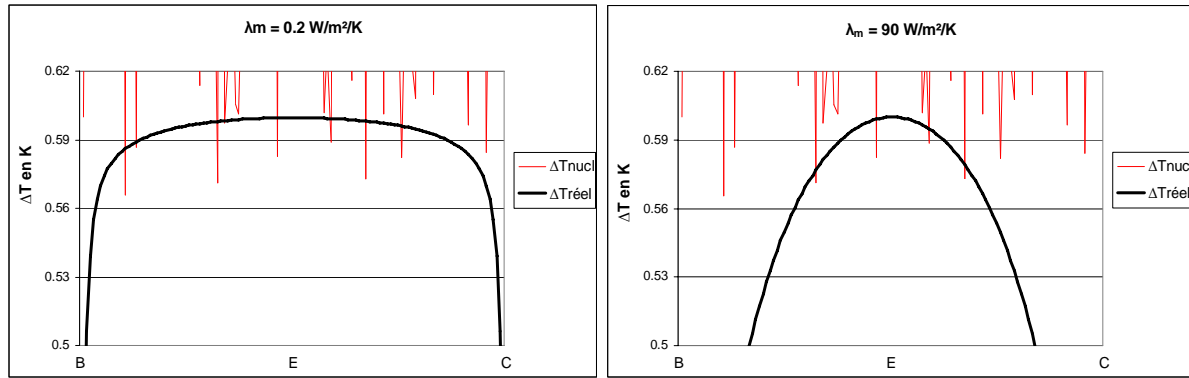 λm = 0.2 W/m²/K
0.62
0.59
0.56
0.53
0.5
ΔT en K
B
E
C
ΔTnucl
ΔTréel
λm = 90 W/m²/K
0.62
0.59
0.56
0.53
0.5
ΔT en K
B
E
C
ΔTnucl
ΔTréel